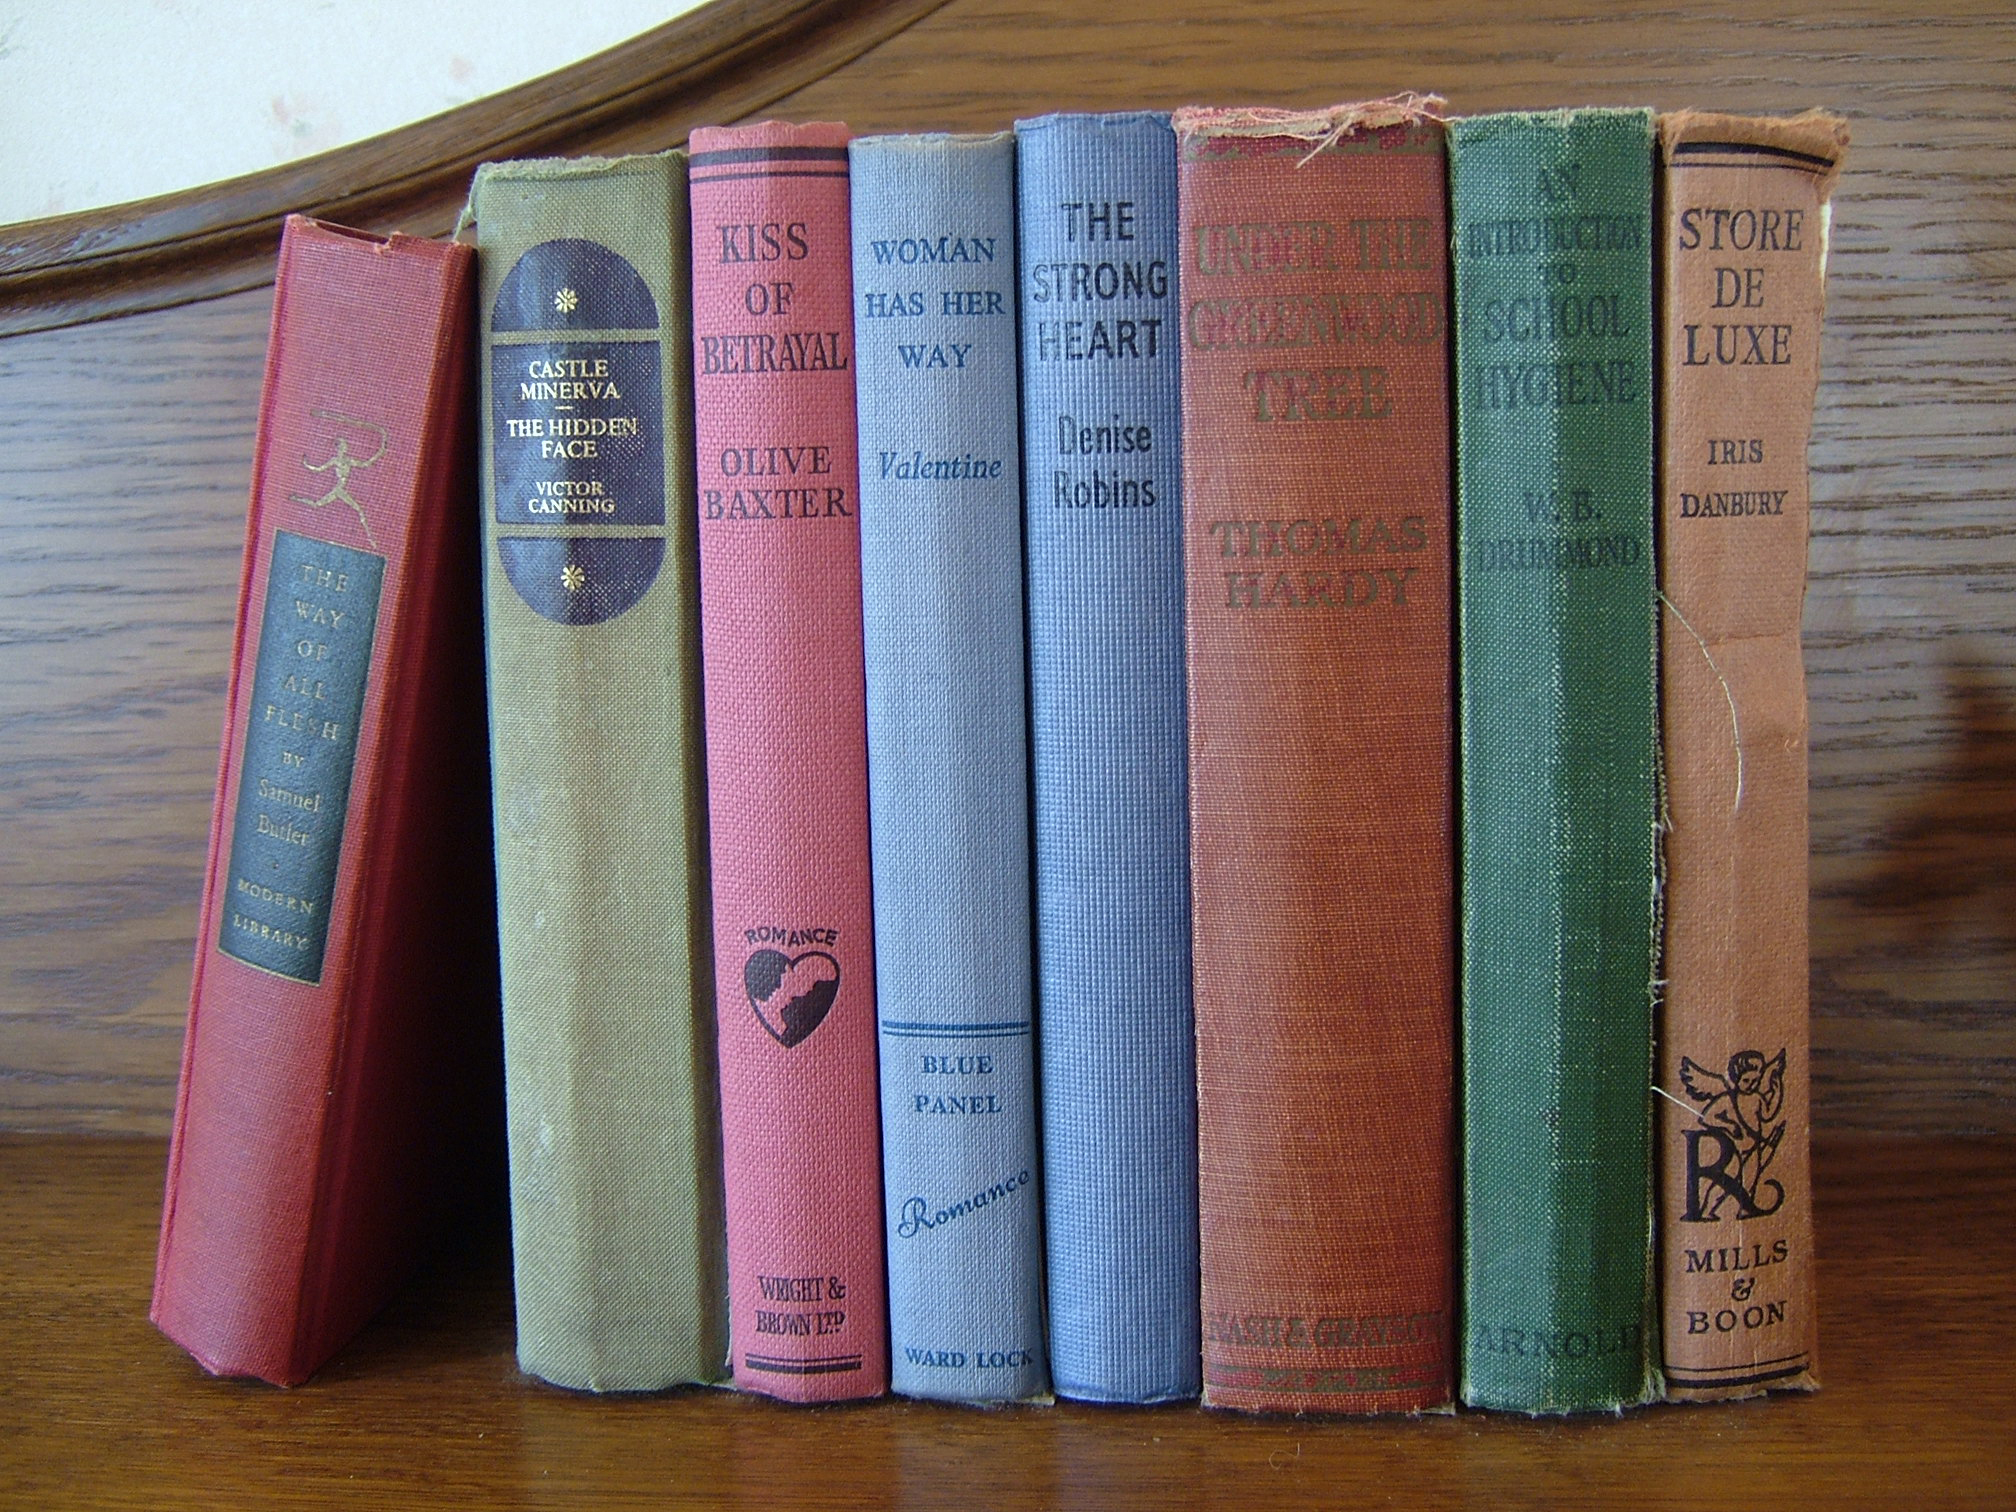 THE
WAY
OF
ALL
FLESH
BY
Samuel
Butler
MODERN
LIBRARY
CASTLE
MINERVA
THE HIDDEN
FACE
VICTOR
CANNING
KISS
OF
BETRAYAL
OLIVE
BAXTER
ROMANCE
WRIGHT &
BROWN LTD
WOMAN
HAS HER
WAY
Valentine
BLUE
PANEL
Romance
WARD LOCK
THE
STRONG
HEART
Denise
Robins
UNDER THE
GREENWOOD
TREE
THOMAS
HARDY
NASH & GRAYSON
AN
INTRODUCTION
TO
SCHOOL
HYGIENE
W. B.
DRUMMOND
ARNOLD
STORE
DE
LUXE
IRIS
DANBURY
R
MILLS
&
BOON